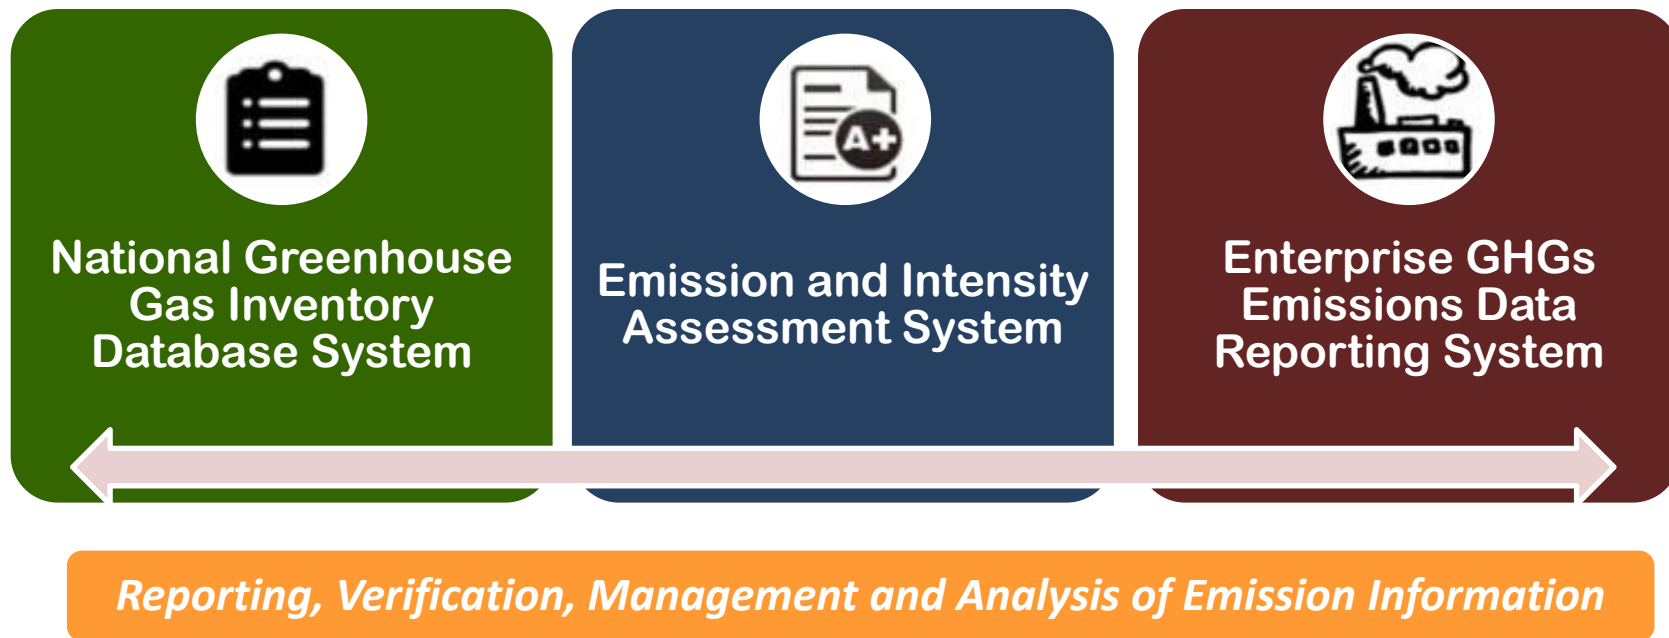 A+
National Greenhouse
Gas Inventory
Database System
Emission and Intensity
Assessment System
Enterprise GHGs
Emissions Data
Reporting System
Reporting, Verification, Management and Analysis of Emission Information